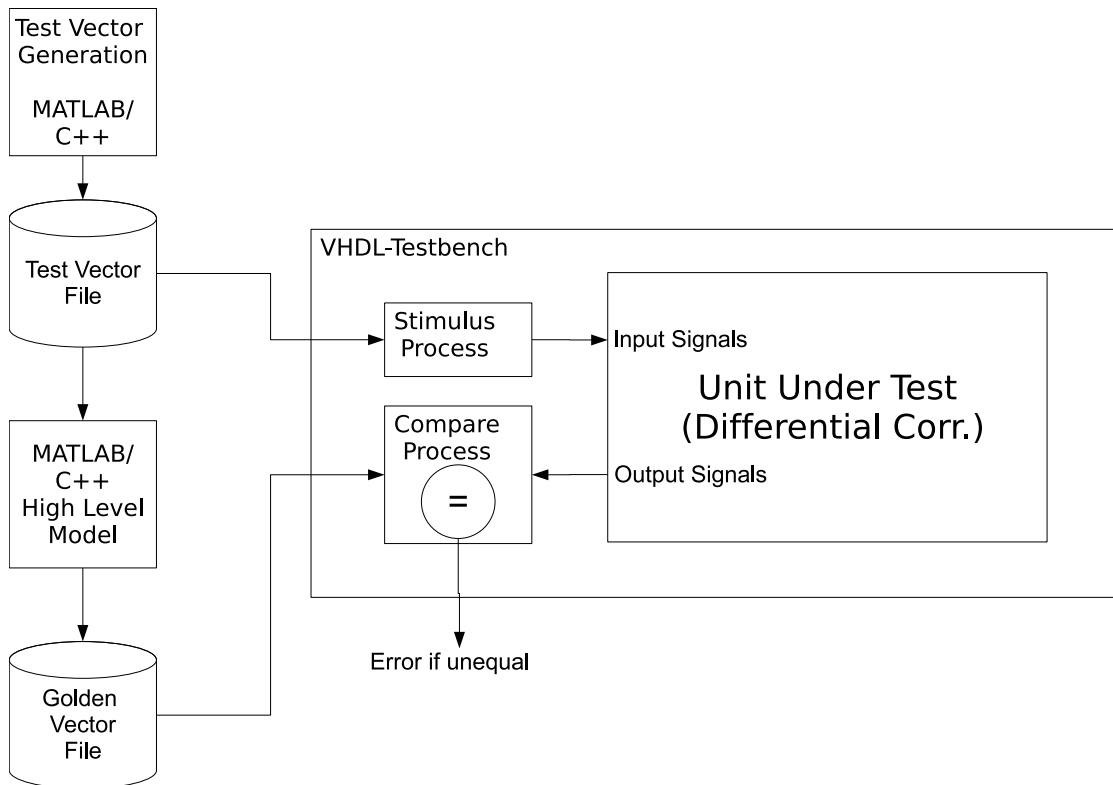 Test Vector
Generation
MATLAB/
C++
Test Vector
File
MATLAB/
C++
High Level
Model
Golden
Vector
File
VHDL-Testbench
Stimulus
Process
Compare
Process
=
Error if unequal
Input Signals
Unit Under Test
(Differential Corr.)
Output Signals